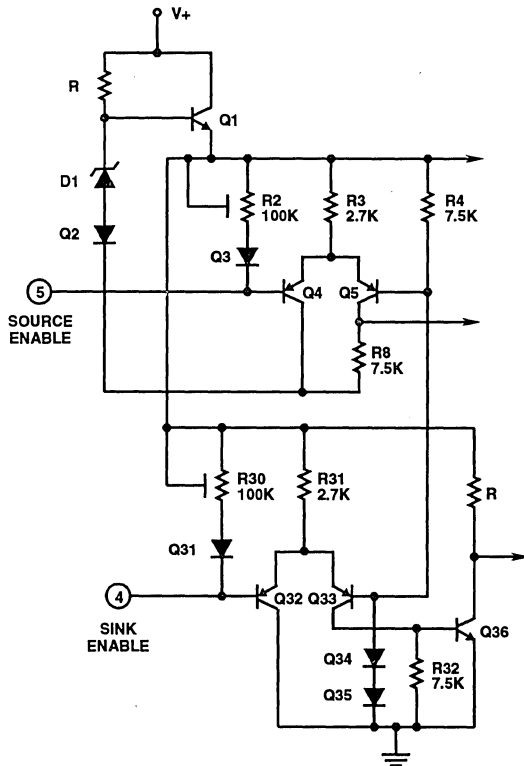 V+
R
Q1
D1
R2
100K
R3
2.7K
R4
7.5K
Q2
Q3
5
Q4
Q5
SOURCE
ENABLE
R8
7.5K
R30
100K
R31
2.7K
R
Q31
4
Q32
Q33
Q36
SINK
ENABLE
Q34
R32
7.5K
Q35